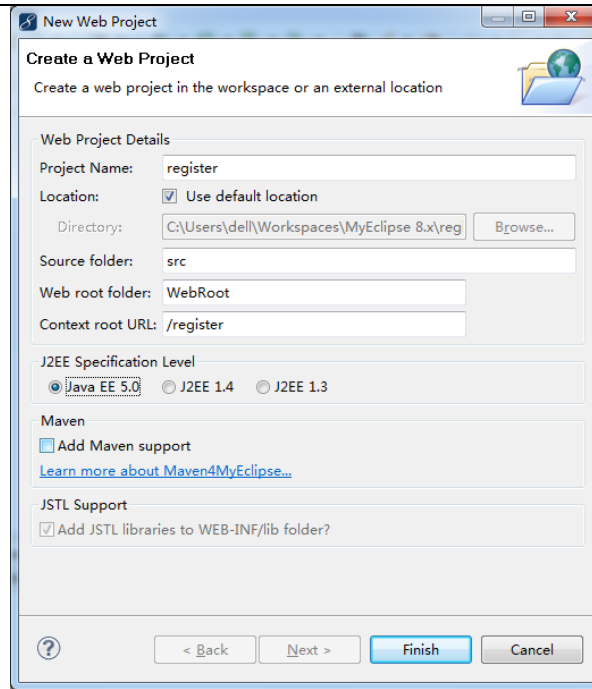 New Web Project
Create a Web Project
Create a web project in the workspace or an external location
Web Project Details
Project Name: register
Location: Use default location
Directory: C:\Users\dell\Workspaces\MyEclipse 8.x\reg Browse...
Source folder: src
Web root folder: WebRoot
Context root URL: /register
J2EE Specification Level
Java EE 5.0 J2EE 1.4 J2EE 1.3
Maven
Add Maven support
Learn more about Maven4MyEclipse...
JSTL Support
Add JSTL libraries to WEB-INF/lib folder?
? < Back Next > Finish Cancel